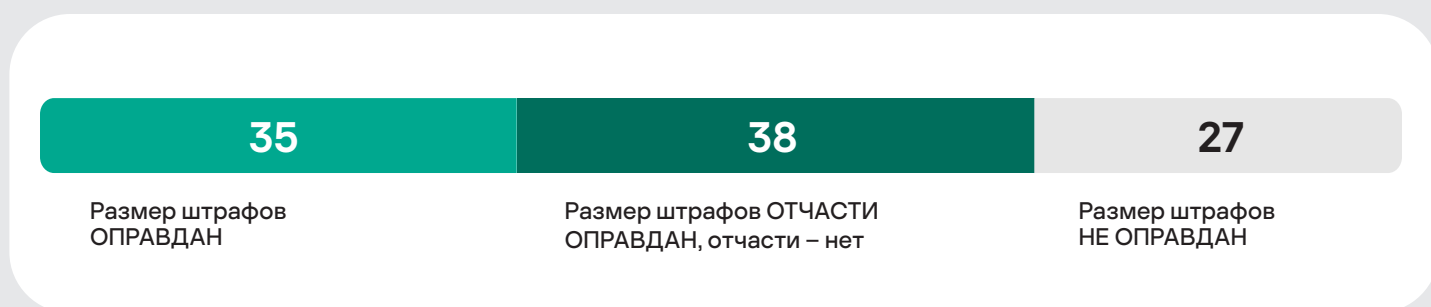 35
38
27
Размер штрафов
ОПРАВДАН
Размер штрафов ОТЧАСТИ
ОПРАВДАН, отчасти – нет
Размер штрафов
НЕ ОПРАВДАН